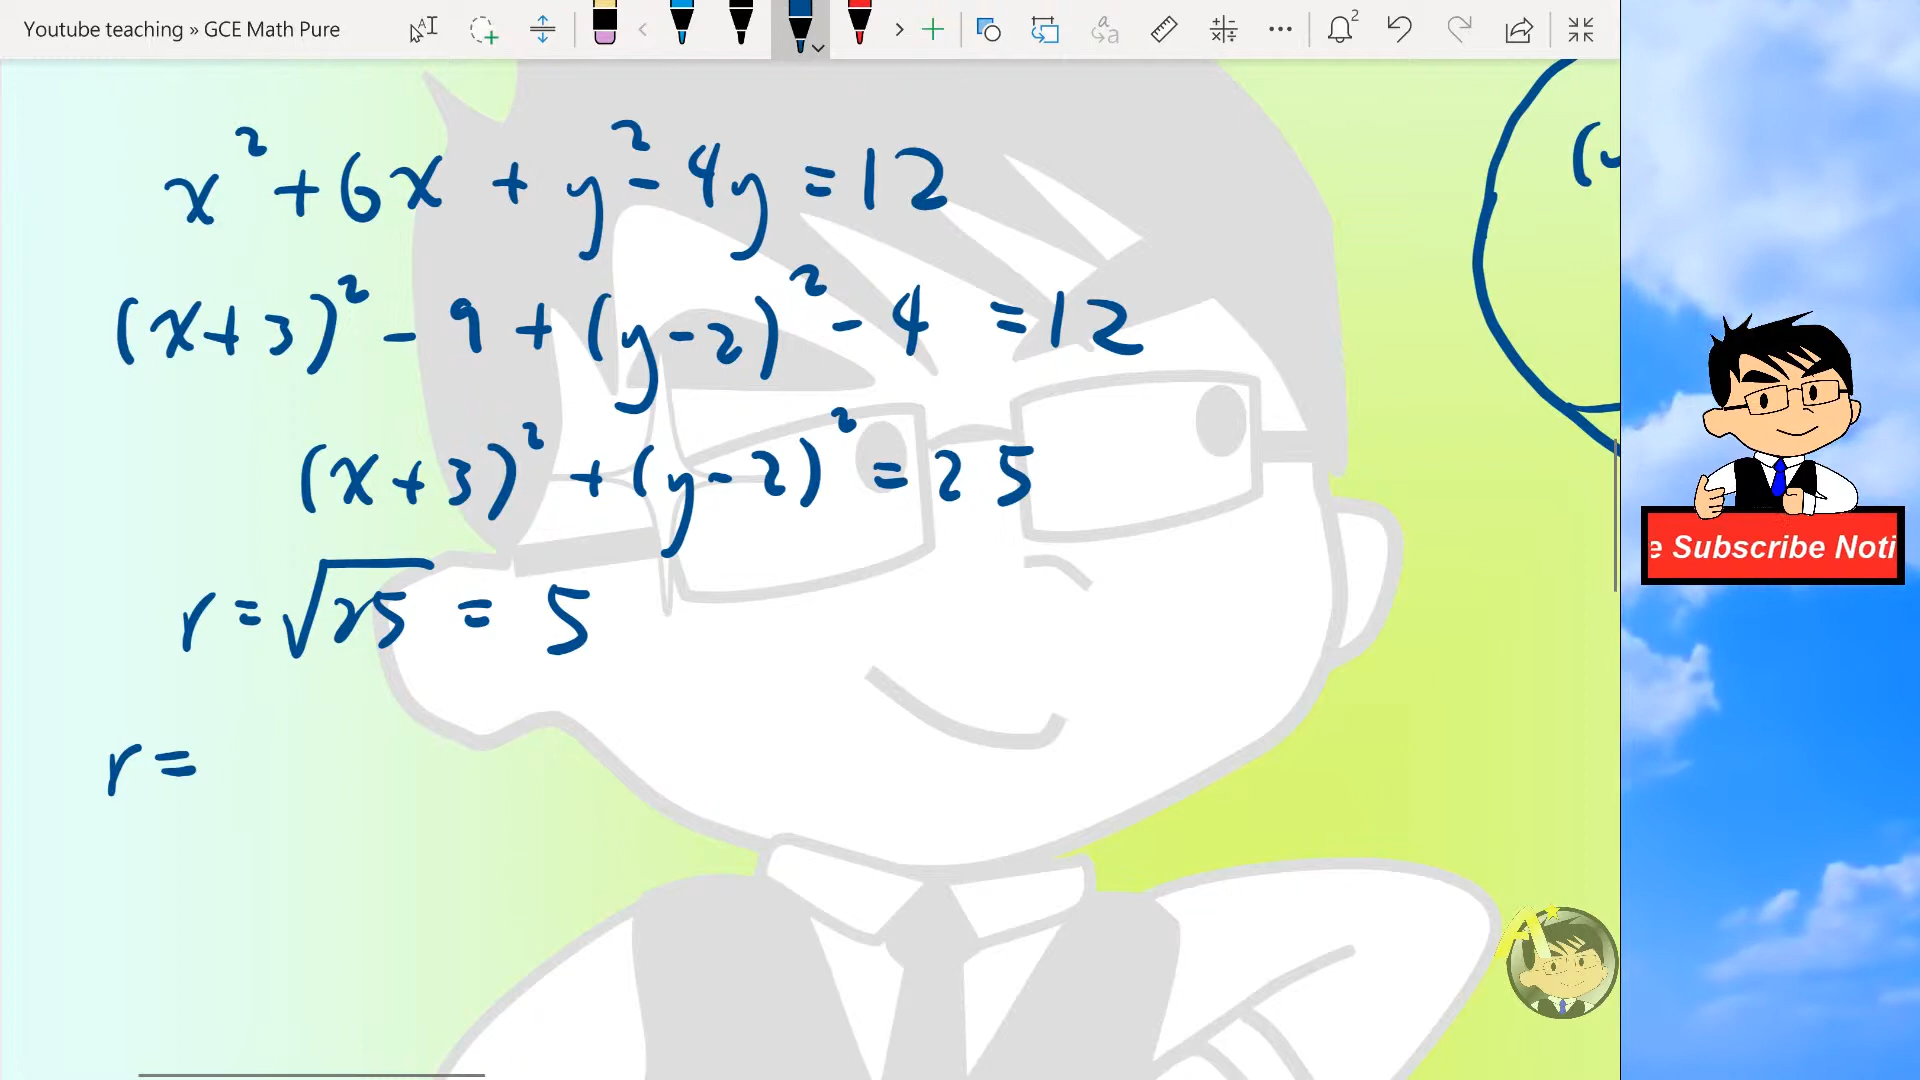 Youtube teaching » GCE Math Pure
2
x² + 6x + y² - 4y = 12
(x+3)² - 9 + (y-2)² - 4 = 12
(x+3)² + (y-2)² = 25
r = √25 = 5
r =
e Subscribe Noti
A